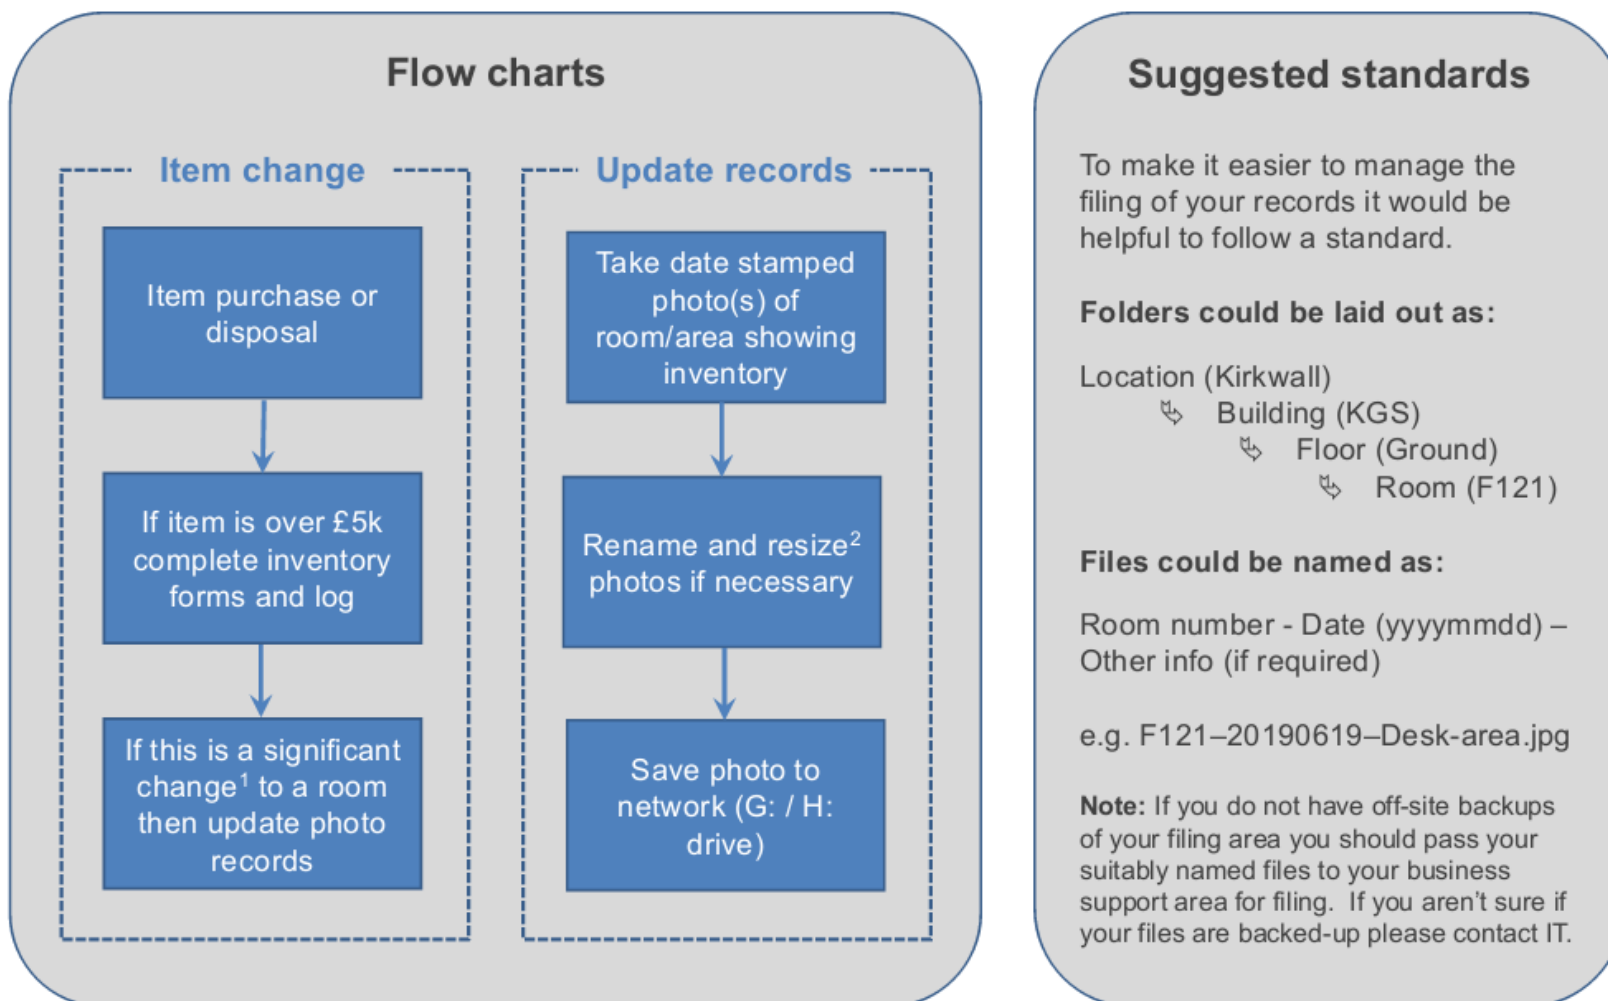 Flow charts
Item change
Item purchase or
disposal
If item is over £5k
complete inventory
forms and log
If this is a significant
change¹ to a room
then update photo
records
Update records
Take date stamped
photo(s) of
room/area showing
inventory
Rename and resize²
photos if necessary
Save photo to
network (G: / H:
drive)
Suggested standards
To make it easier to manage the
filing of your records it would be
helpful to follow a standard.
Folders could be laid out as:
Location (Kirkwall)
Building (KGS)
Floor (Ground)
Room (F121)
Files could be named as:
Room number - Date (yyyymmdd) –
Other info (if required)
e.g. F121–20190619–Desk-area.jpg
Note: If you do not have off-site backups
of your filing area you should pass your
suitably named files to your business
support area for filing.  If you aren’t sure if
your files are backed-up please contact IT.